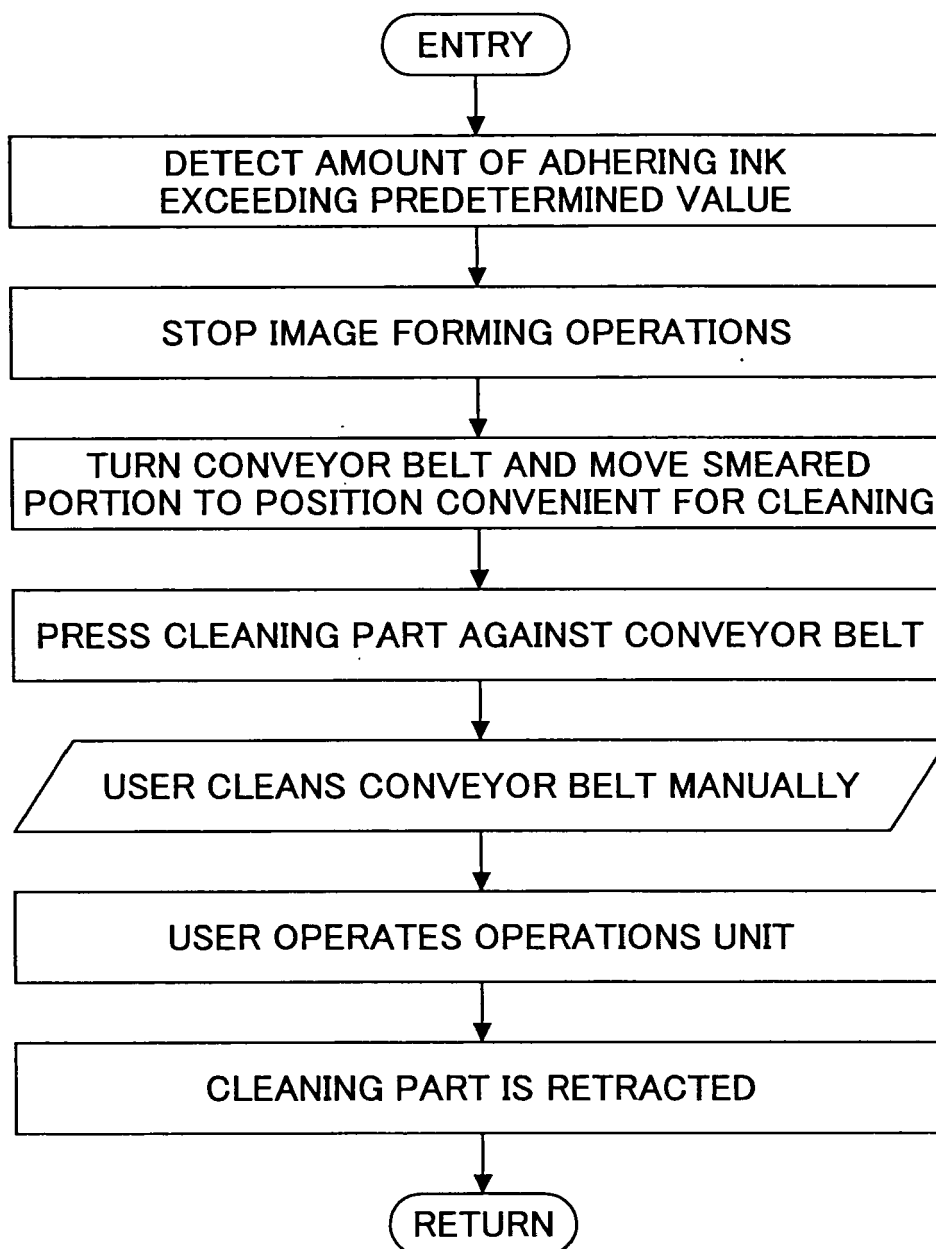 ENTRY
DETECT AMOUNT OF ADHERING INK
EXCEEDING PREDETERMINED VALUE
STOP IMAGE FORMING OPERATIONS
TURN CONVEYOR BELT AND MOVE SMEARED
PORTION TO POSITION CONVENIENT FOR CLEANING
PRESS CLEANING PART AGAINST CONVEYOR BELT
USER CLEANS CONVEYOR BELT MANUALLY
USER OPERATES OPERATIONS UNIT
CLEANING PART IS RETRACTED
RETURN